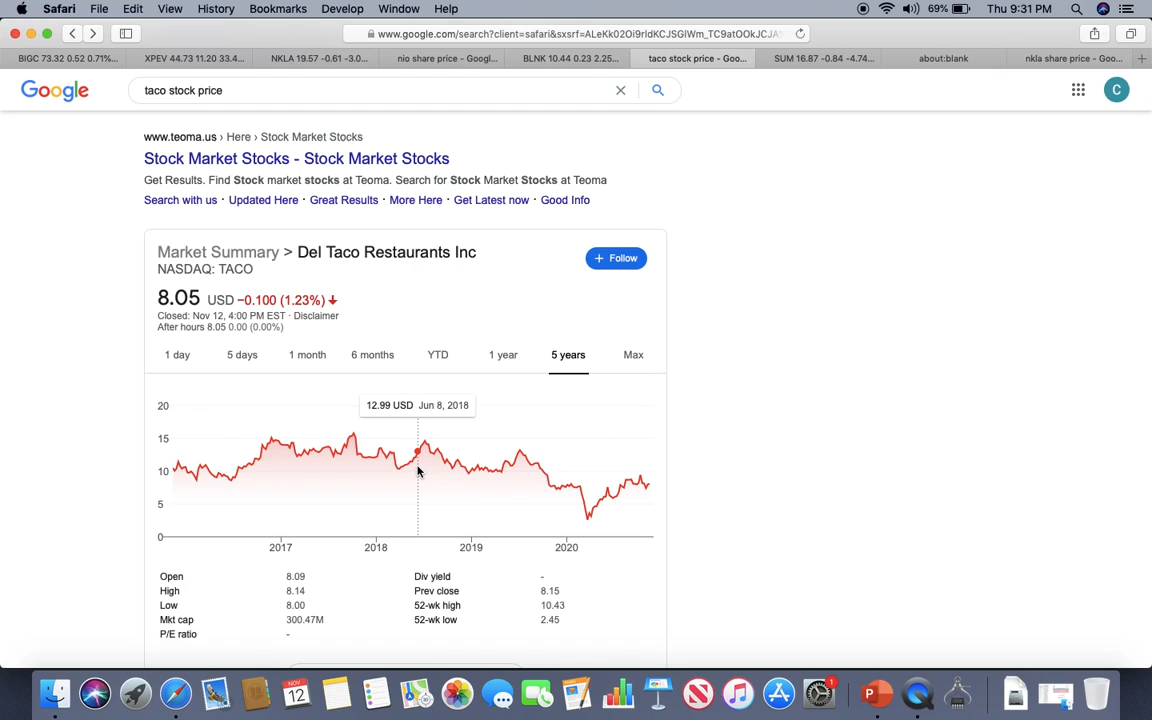 Safari File Edit View History Bookmarks Develop Window Help 69% Thu 9:31 PM
www.google.com/search?client=safari&sxsrf=ALeKk02Oi9rIdKCJSGIWm_TC9atOOkJCJA
BIGC 73.32 0.52 0.71%... XPEV 44.73 11.20 33.4... NKLA 19.57 -0.61 -3.0... nio share price - Googl... BLNK 10.44 0.23 2.25... taco stock price - Goo... SUM 16.87 -0.84 -4.74... about:blank nkla share price - Goo...
Google taco stock price C
www.teoma.us › Here › Stock Market Stocks
Stock Market Stocks - Stock Market Stocks
Get Results. Find Stock market stocks at Teoma. Search for Stock Market Stocks at Teoma
Search with us · Updated Here · Great Results · More Here · Get Latest now · Good Info
Market Summary > Del Taco Restaurants Inc
+ Follow
NASDAQ: TACO
8.05 USD −0.100 (1.23%)
Closed: Nov 12, 4:00 PM EST · Disclaimer
After hours 8.05 0.00 (0.00%)
1 day 5 days 1 month 6 months YTD 1 year 5 years Max
12.99 USD Jun 8, 2018
20
15
10
5
0
2017 2018 2019 2020
Open 8.09 Div yield -
High 8.14 Prev close 8.15
Low 8.00 52-wk high 10.43
Mkt cap 300.47M 52-wk low 2.45
P/E ratio -
NOV
12
1